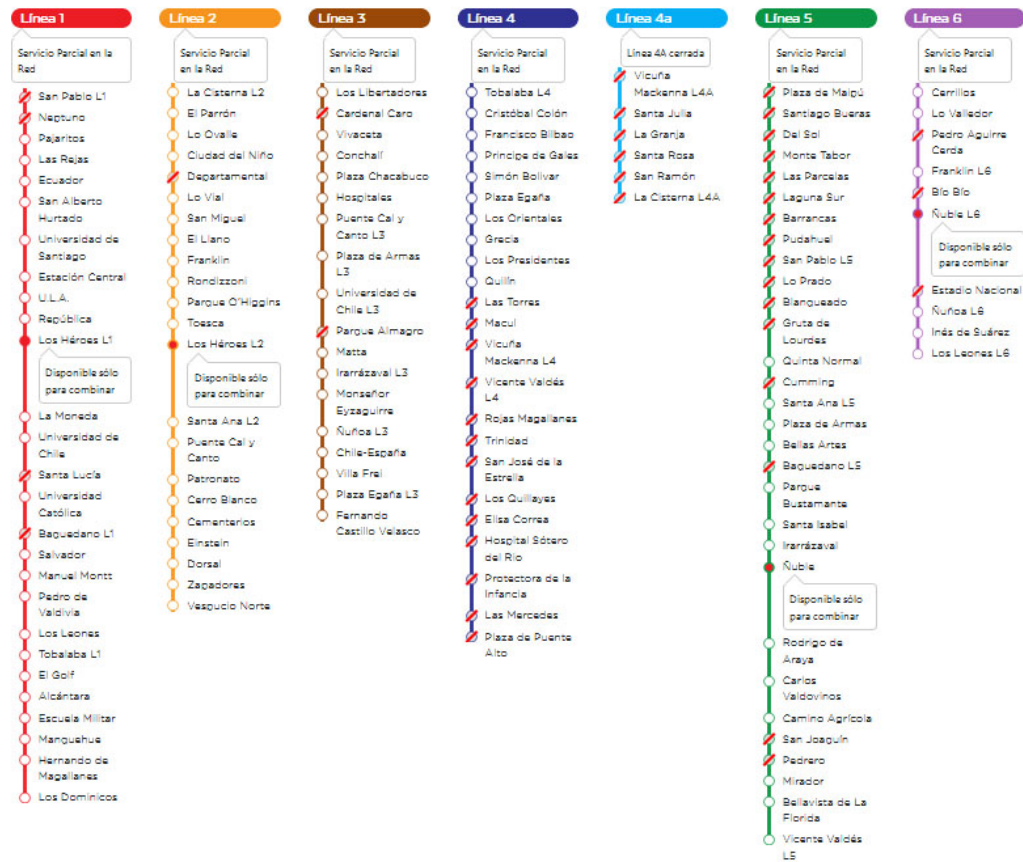 Línea 1
Servicio Parcial en la
Red
San Pablo L1
Neptuno
Pajaritos
Las Rejas
Ecuador
San Alberto
Hurtado
Universidad de
Santiago
Estación Central
U.L.A.
República
Los Héroes L1
Disponible sólo
para combinar
La Moneda
Universidad de
Chile
Santa Lucía
Universidad
Católica
Baquedano L1
Salvador
Manuel Montt
Pedro de
Valdivia
Los Leones
Tobalaba L1
El Golf
Alcántara
Escuela Militar
Manquehue
Hernando de
Magallanes
Los Dominicos
Línea 2
Servicio Parcial
en la Red
La Cisterna L2
El Parrón
Lo Ovalle
Ciudad del Niño
Departamental
Lo Vial
San Miguel
El Llano
Franklin
Rondizzoni
Parque O'Higgins
Toesca
Los Héroes L2
Disponible sólo
para combinar
Santa Ana L2
Puente Cal y
Canto
Patronato
Cerro Blanco
Cementerios
Einstein
Dorsal
Zapadores
Vespucio Norte
Línea 3
Servicio Parcial
en la Red
Los Libertadores
Cardenal Caro
Vivaceta
Conchalí
Plaza Chacabuco
Hospitales
Puente Cal y
Canto L3
Plaza de Armas
L3
Universidad de
Chile L3
Parque Almagro
Matta
Irarrázaval L3
Monseñor
Eyzaguirre
Ñuñoa L3
Chile-España
Villa Frei
Plaza Egaña L3
Fernando
Castillo Velasco
Línea 4
Servicio Parcial
en la Red
Tobalaba L4
Cristóbal Colón
Francisco Bilbao
Príncipe de Gales
Simón Bolivar
Plaza Egaña
Los Orientales
Grecia
Los Presidentes
Quilín
Las Torres
Macul
Vicuña
Mackenna L4
Vicente Valdés
L4
Rojas Magallanes
Trinidad
San José de la
Estrella
Los Quillayes
Elisa Correa
Hospital Sótero
del Río
Protectora de la
Infancia
Las Mercedes
Plaza de Puente
Alto
Línea 4a
Línea 4A cerrada
Vicuña
Mackenna L4A
Santa Julia
La Granja
Santa Rosa
San Ramón
La Cisterna L4A
Línea 5
Servicio Parcial
en la Red
Plaza de Maipú
Santiago Bueras
Del Sol
Monte Tabor
Las Parcelas
Laguna Sur
Barrancas
Pudahuel
San Pablo L5
Lo Prado
Blanqueado
Gruta de
Lourdes
Quinta Normal
Cumming
Santa Ana L5
Plaza de Armas
Bellas Artes
Baquedano L5
Parque
Bustamante
Santa Isabel
Irarrázaval
Ñuble
Disponible sólo
para combinar
Rodrigo de
Araya
Carlos
Valdovinos
Camino Agrícola
San Joaquín
Pedrero
Mirador
Bellavista de La
Florida
Vicente Valdés
L5
Línea 6
Servicio Parcial
en la Red
Cerrillos
Lo Valledor
Pedro Aguirre
Cerda
Franklin L6
Bío Bío
Ñuble L6
Disponible sólo
para combinar
Estadio Nacional
Ñuñoa L6
Inés de Suárez
Los Leones L6